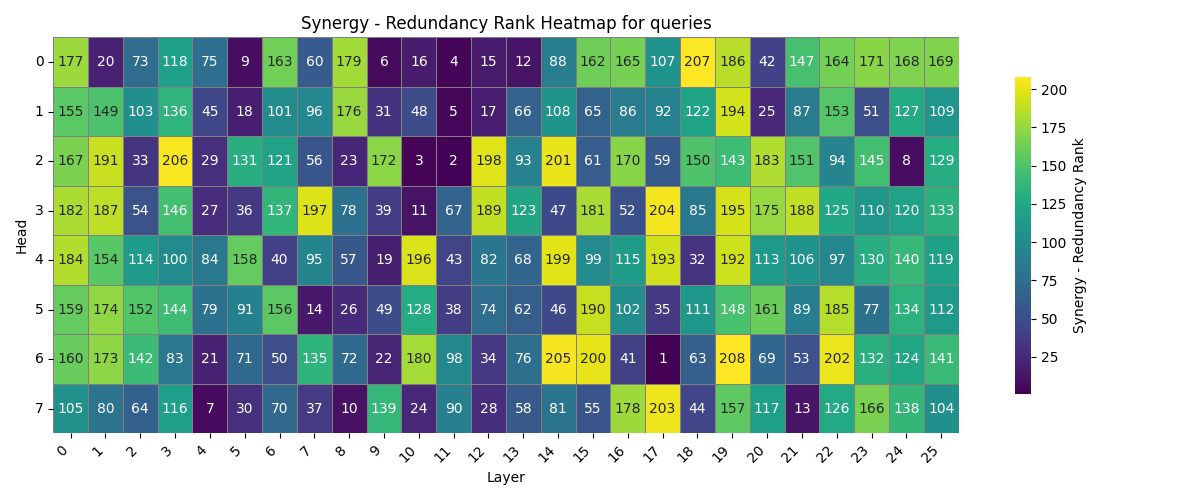 Synergy - Redundancy Rank Heatmap for queries
0 177 20 73 118 75 9 163 60 179 6 16 4 15 12 88 162 165 107 207 186 42 147 164 171 168 169
1 155 149 103 136 45 18 101 96 176 31 48 5 17 66 108 65 86 92 122 194 25 87 153 51 127 109
2 167 191 33 206 29 131 121 56 23 172 3 2 198 93 201 61 170 59 150 143 183 151 94 145 8 129
3 182 187 54 146 27 36 137 197 78 39 11 67 189 123 47 181 52 204 85 195 175 188 125 110 120 133
4 184 154 114 100 84 158 40 95 57 19 196 43 82 68 199 99 115 193 32 192 113 106 97 130 140 119
5 159 174 152 144 79 91 156 14 26 49 128 38 74 62 46 190 102 35 111 148 161 89 185 77 134 112
6 160 173 142 83 21 71 50 135 72 22 180 98 34 76 205 200 41 1 63 208 69 53 202 132 124 141
7 105 80 64 116 7 30 70 37 10 139 24 90 28 58 81 55 178 203 44 157 117 13 126 166 138 104
0 1 2 3 4 5 6 7 8 9 10 11 12 13 14 15 16 17 18 19 20 21 22 23 24 25
Layer
Head
200
175
150
125
100
75
50
25
Synergy - Redundancy Rank